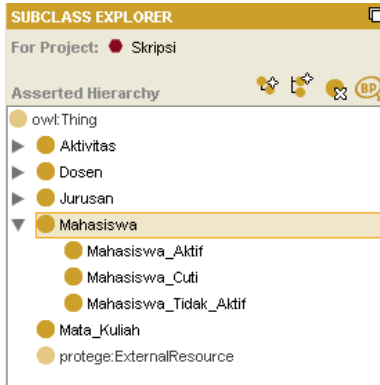 SUBCLASS EXPLORER
For Project: Skripsi
Asserted Hierarchy BP
owl:Thing
Aktivitas
Dosen
Jurusan
Mahasiswa
Mahasiswa_Aktif
Mahasiswa_Cuti
Mahasiswa_Tidak_Aktif
Mata_Kuliah
protege:ExternalResource